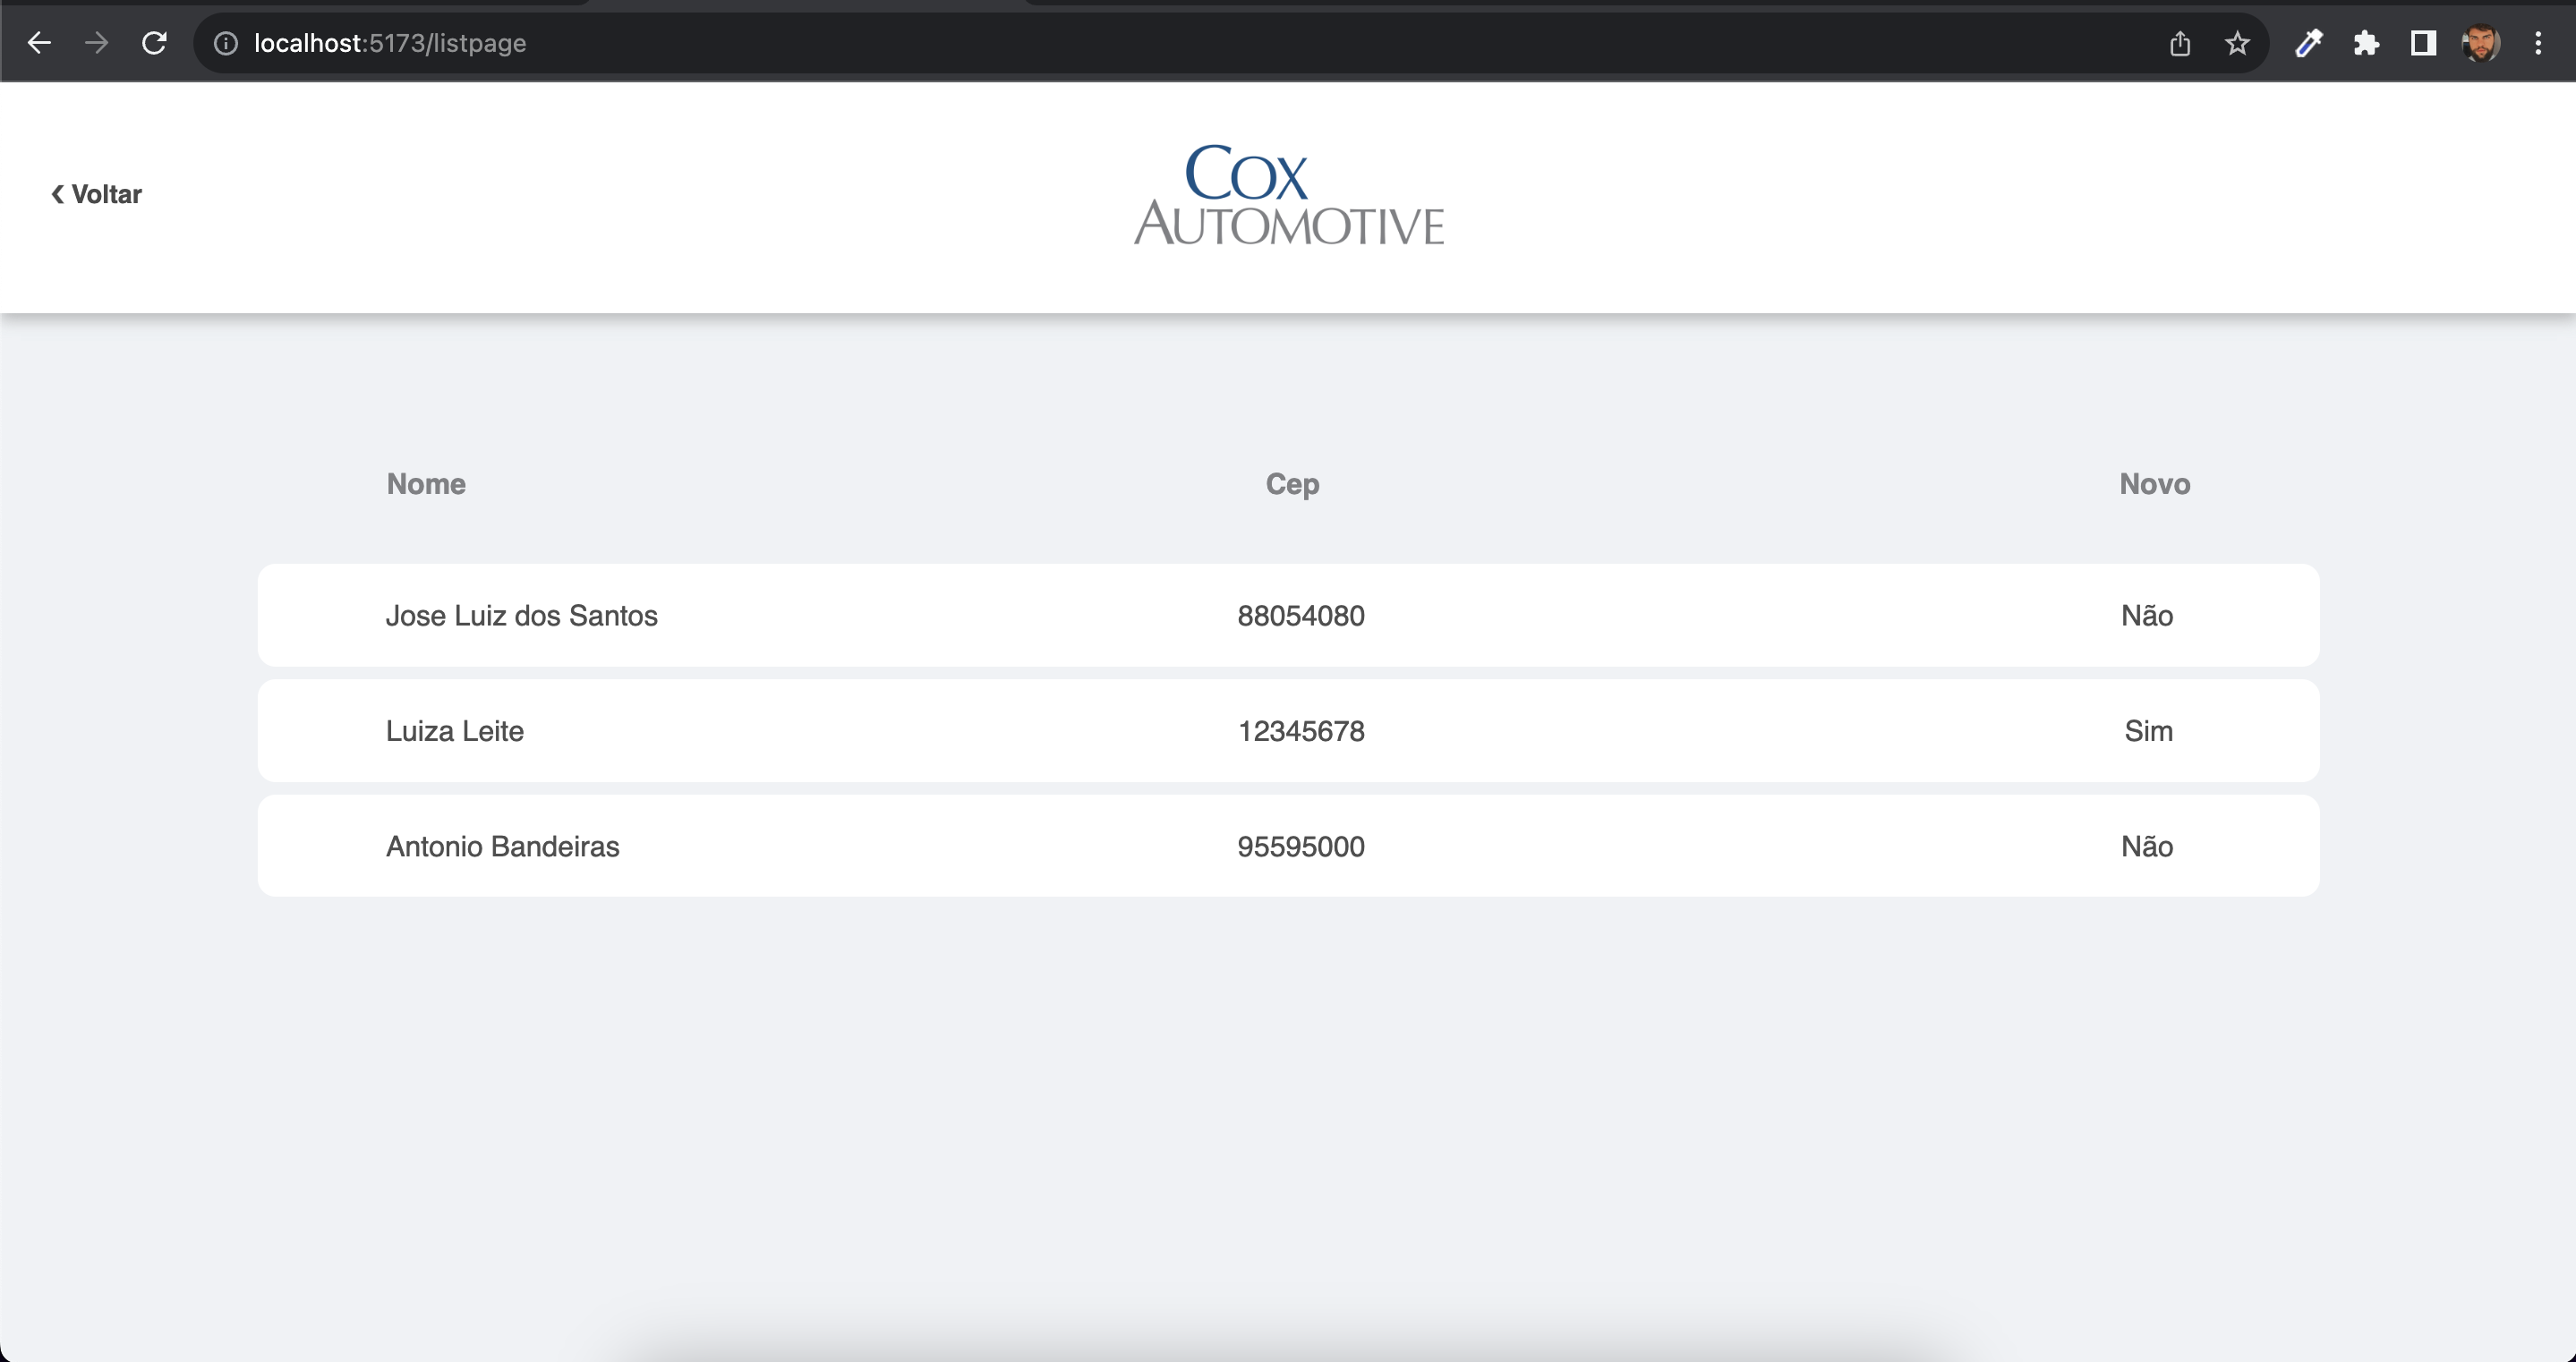 localhost:5173/listpage
‹ Voltar
COX
AUTOMOTIVE
Nome Cep Novo
Jose Luiz dos Santos 88054080 Não
Luiza Leite 12345678 Sim
Antonio Bandeiras 95595000 Não